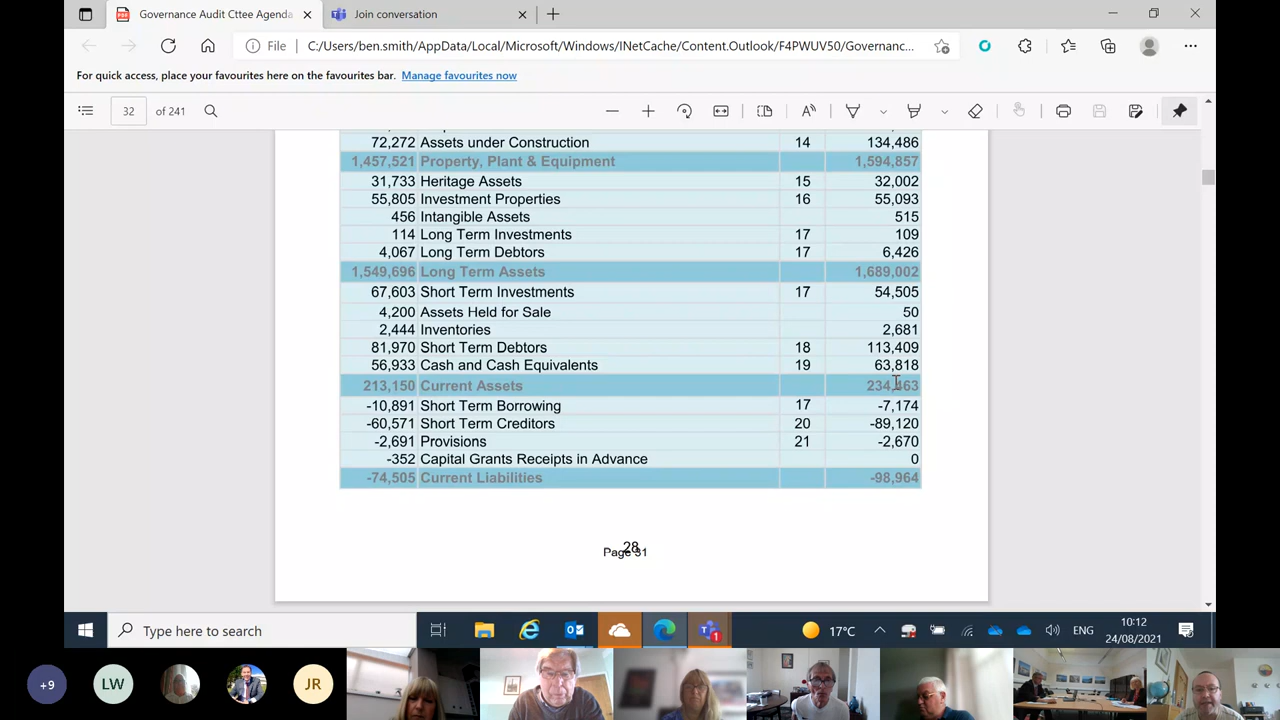 Governance Audit Cttee Agenda
Join conversation
File
C:/Users/ben.smith/AppData/Local/Microsoft/Windows/INetCache/Content.Outlook/F4PWUV50/Governanc...
For quick access, place your favourites here on the favourites bar. Manage favourites now
32 of 241
72,272 Assets under Construction 14 134,486
1,457,521 Property, Plant & Equipment 1,594,857
31,733 Heritage Assets 15 32,002
55,805 Investment Properties 16 55,093
456 Intangible Assets 515
114 Long Term Investments 17 109
4,067 Long Term Debtors 17 6,426
1,549,696 Long Term Assets 1,689,002
67,603 Short Term Investments 17 54,505
4,200 Assets Held for Sale 50
2,444 Inventories 2,681
81,970 Short Term Debtors 18 113,409
56,933 Cash and Cash Equivalents 19 63,818
213,150 Current Assets 234,463
-10,891 Short Term Borrowing 17 -7,174
-60,571 Short Term Creditors 20 -89,120
-2,691 Provisions 21 -2,670
-352 Capital Grants Receipts in Advance 0
-74,505 Current Liabilities -98,964
28
Page 31
Type here to search
1
17°C
ENG
10:12
24/08/2021
+9
LW
JR